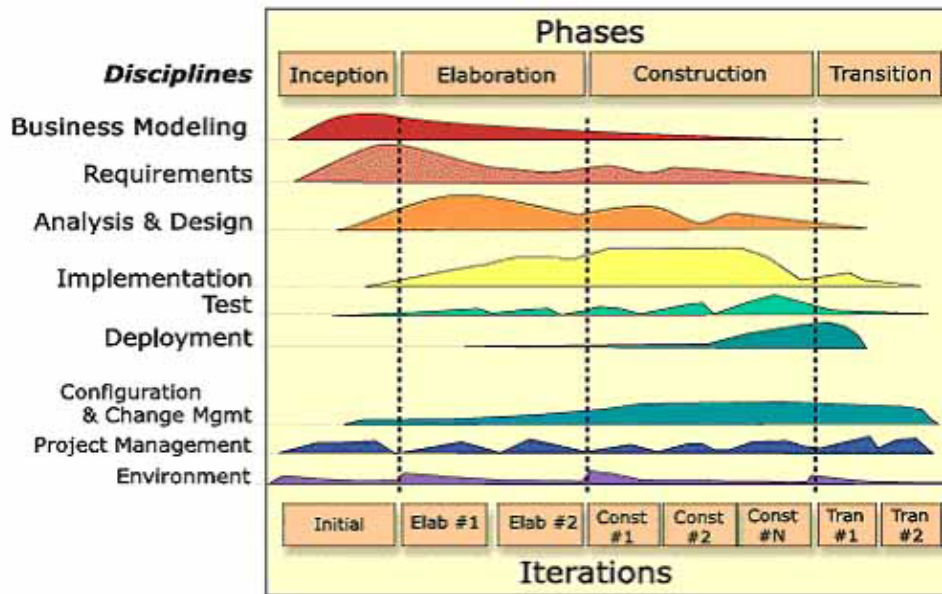 Phases
Disciplines
Inception
Elaboration
Construction
Transition
Business Modeling
Requirements
Analysis & Design
Implementation
Test
Deployment
Configuration
& Change Mgmt
Project Management
Environment
Initial
Elab #1
Elab #2
Const
#1
Const
#2
Const
#N
Tran
#1
Tran
#2
Iterations